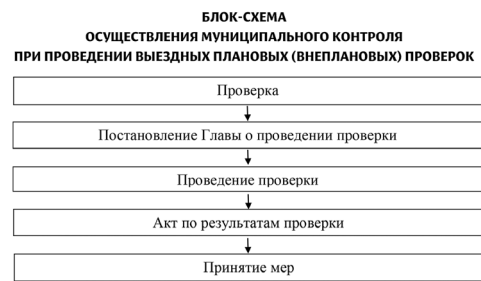 БЛОК-СХЕМА
ОСУЩЕСТВЛЕНИЯ МУНИЦИПАЛЬНОГО КОНТРОЛЯ
ПРИ ПРОВЕДЕНИИ ВЫЕЗДНЫХ ПЛАНОВЫХ (ВНЕПЛАНОВЫХ) ПРОВЕРОК
Проверка
Постановление Главы о проведении проверки
Проведение проверки
Акт по результатам проверки
Принятие мер